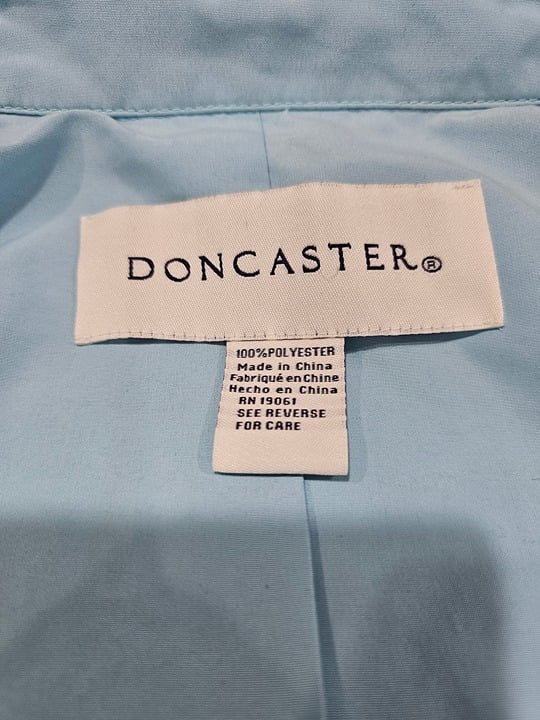 DONCASTER®
100%POLYESTER
Made in China
Fabriqué en Chine
Hecho en China
RN 19061
SEE REVERSE
FOR CARE